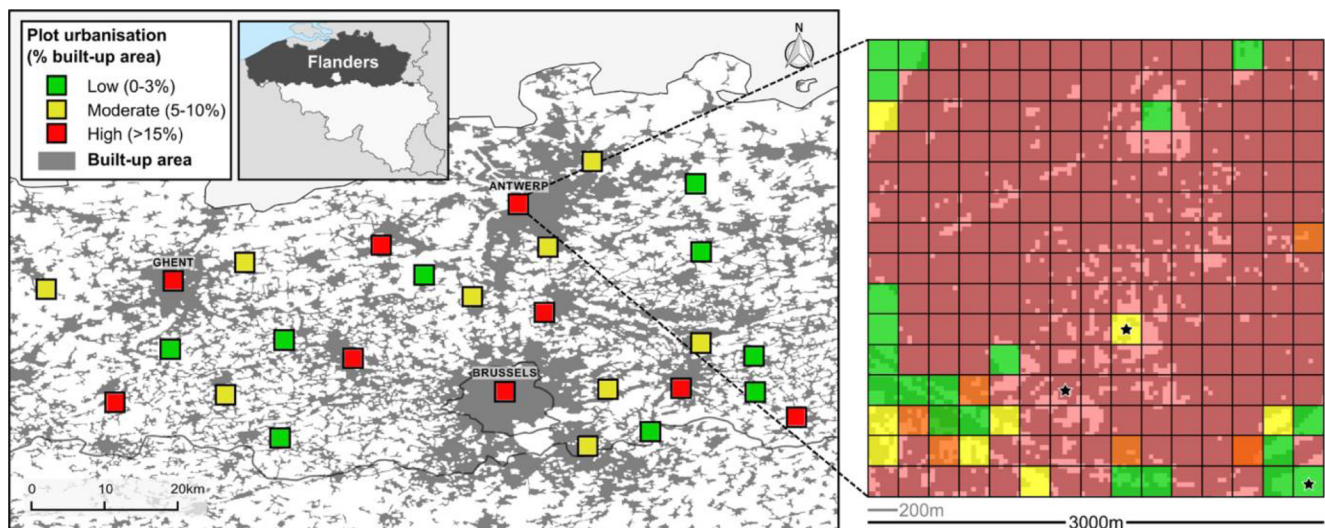 Plot urbanisation
(% built-up area)
Low (0-3%)
Moderate (5-10%)
High (>15%)
Built-up area
Flanders
N
ANTWERP
GHENT
BRUSSELS
0 10 20km
200m
3000m